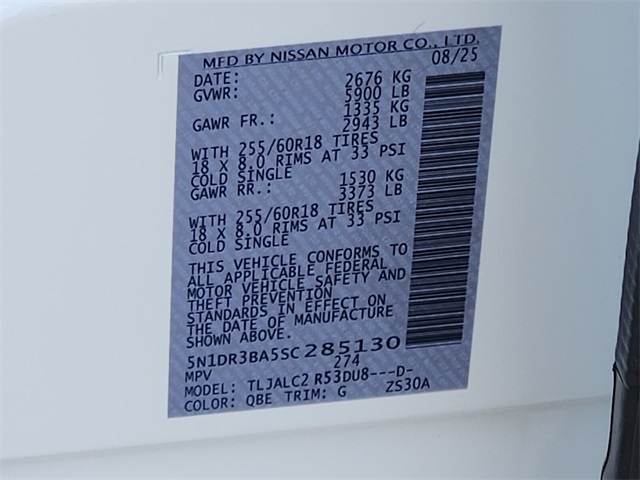 MFD BY NISSAN MOTOR CO., LTD.
DATE: 08/25
GVWR: 2676 KG
5900 LB
GAWR FR.: 1335 KG
2943 LB
WITH 255/60R18 TIRES
18 X 8.0 RIMS AT 33 PSI
COLD SINGLE
GAWR RR.: 1530 KG
3373 LB
WITH 255/60R18 TIRES
18 X 8.0 RIMS AT 33 PSI
COLD SINGLE
THIS VEHICLE CONFORMS TO
ALL APPLICABLE FEDERAL
MOTOR VEHICLE SAFETY AND
THEFT PREVENTION
STANDARDS IN EFFECT ON
THE DATE OF MANUFACTURE
SHOWN ABOVE.
5N1DR3BA5SC285130
MPV 274
MODEL: TLJALC2 R53DU8---D-
COLOR: QBE TRIM: G ZS30A